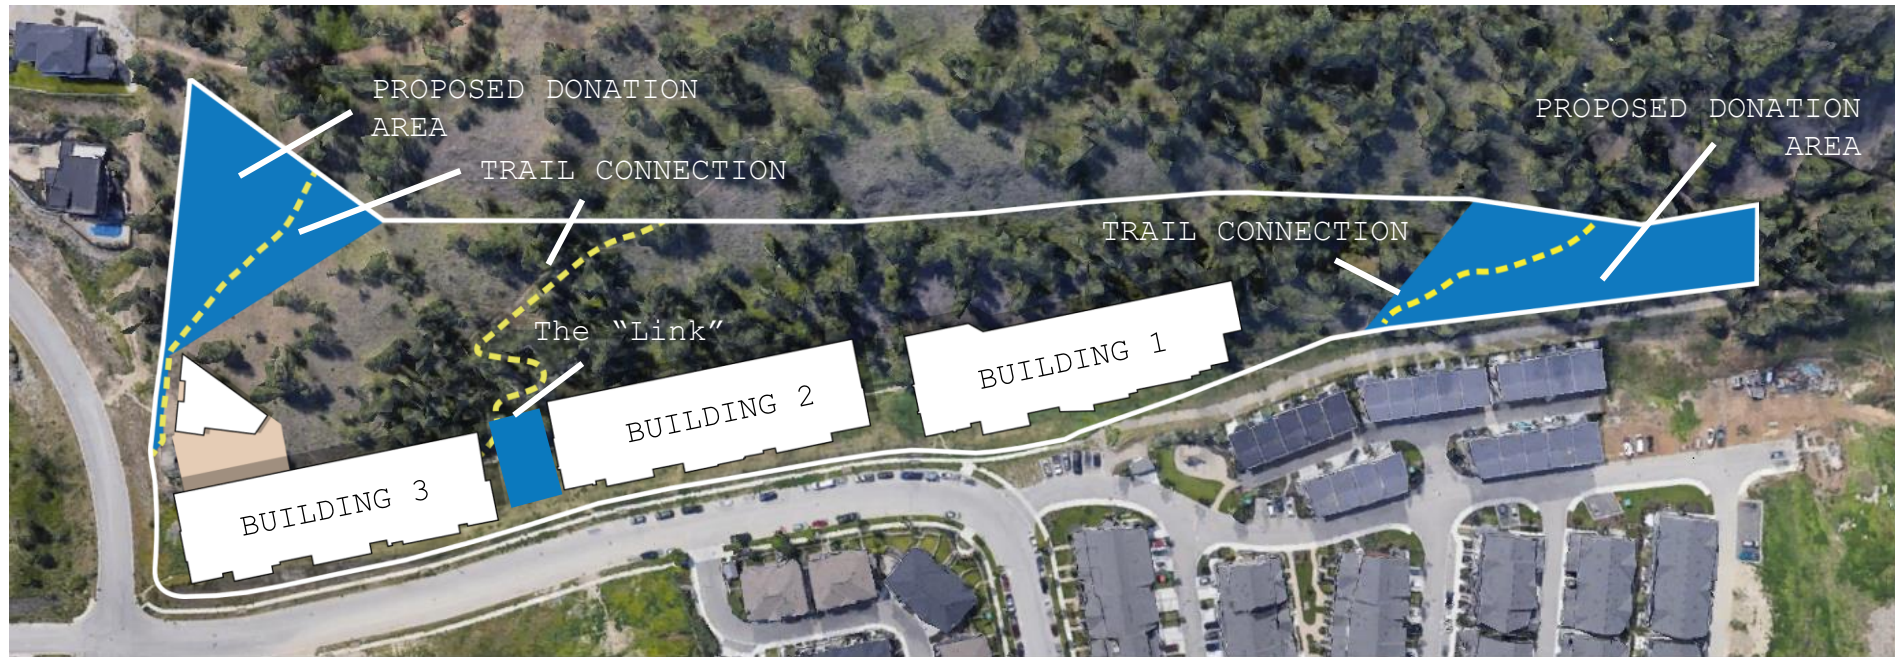 PROPOSED DONATION
AREA
TRAIL CONNECTION
PROPOSED DONATION
AREA
TRAIL CONNECTION
The “Link”
BUILDING 1
BUILDING 2
BUILDING 3